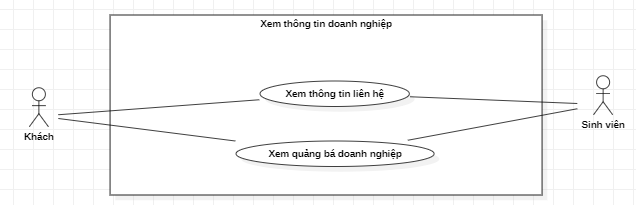 Xem thông tin doanh nghiệp
Xem thông tin liên hệ
Khách
Sinh viên
Xem quảng bá doanh nghiệp